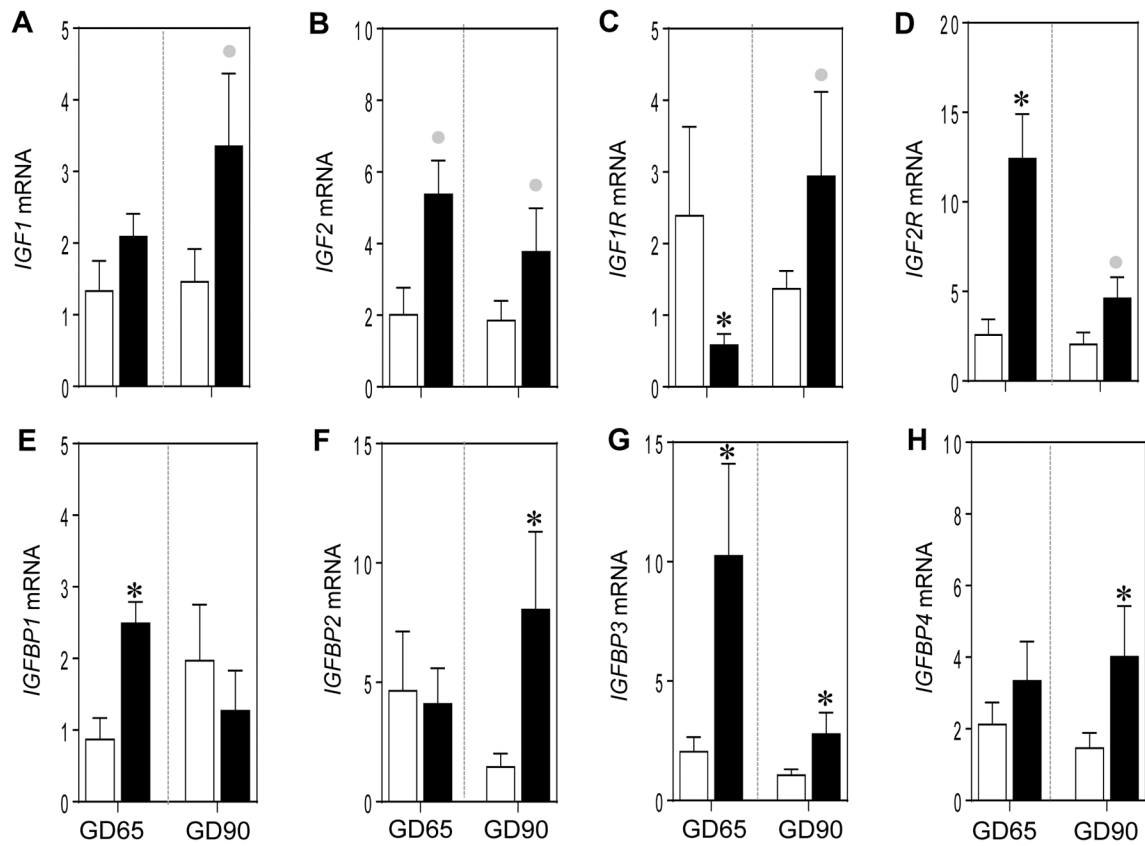 A
IGF1 mRNA
5
4
3
2
1
0
B
IGF2 mRNA
10
8
6
4
2
0
C
IGF1R mRNA
5
4
3
2
1
0
*
D
IGF2R mRNA
20
15
10
5
0
*
E
IGFBP1 mRNA
5
4
3
2
1
0
*
GD65 GD90
F
IGFBP2 mRNA
15
10
5
0
*
GD65 GD90
G
IGFBP3 mRNA
15
10
5
0
*
*
GD65 GD90
H
IGFBP4 mRNA
10
8
6
4
2
0
*
GD65 GD90